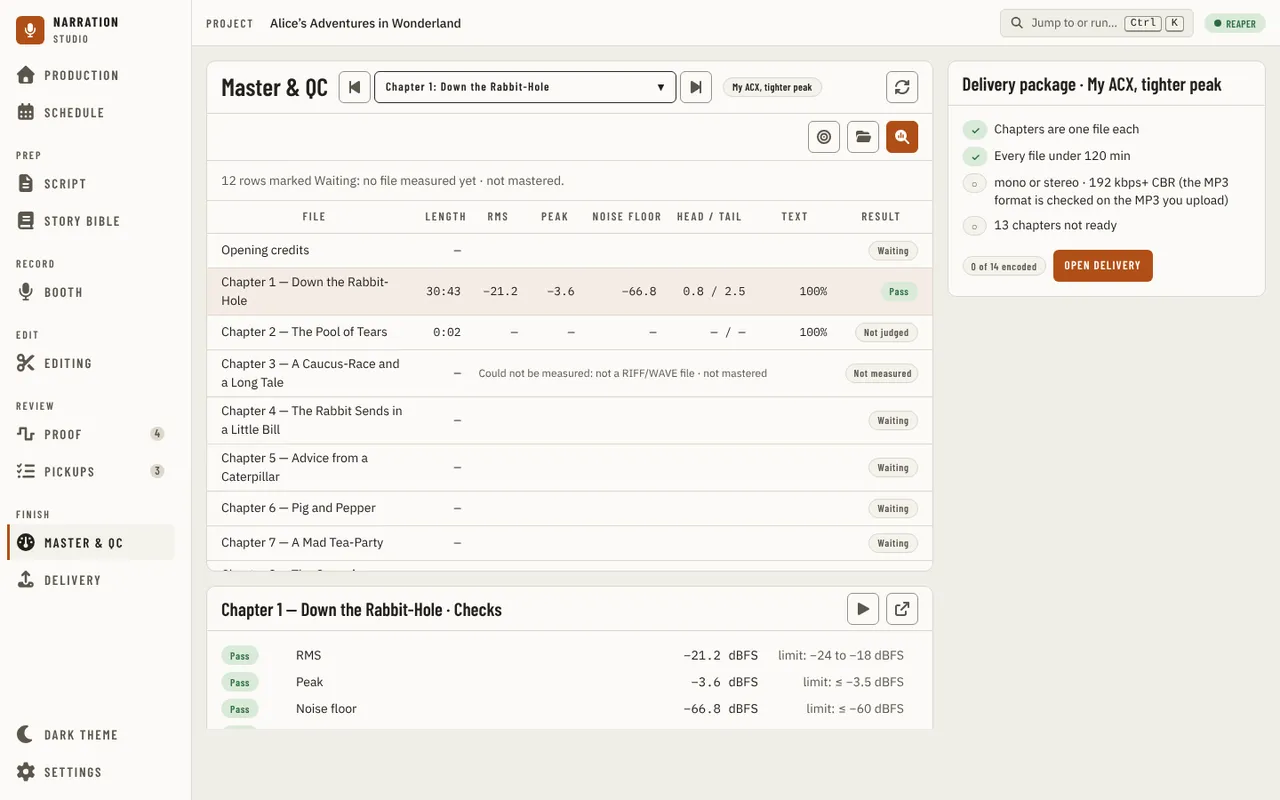 NARRATION
STUDIO
PRODUCTION
SCHEDULE
PREP
SCRIPT
STORY BIBLE
RECORD
BOOTH
EDIT
EDITING
REVIEW
PROOF 4
PICKUPS 3
FINISH
MASTER & QC
DELIVERY
DARK THEME
SETTINGS
PROJECT Alice's Adventures in Wonderland
Jump to or run... Ctrl K
REAPER
Master & QC
Chapter 1: Down the Rabbit-Hole
My ACX, tighter peak
12 rows marked Waiting: no file measured yet · not mastered.
FILE LENGTH RMS PEAK NOISE FLOOR HEAD / TAIL TEXT RESULT
Opening credits — Waiting
Chapter 1 — Down the Rabbit-
Hole
30:43 −21.2 −3.6 −66.8 0.8 / 2.5 100% Pass
Chapter 2 — The Pool of Tears 0:02 — — — — / — 100% Not judged
Chapter 3 — A Caucus-Race and
a Long Tale
— Could not be measured: not a RIFF/WAVE file · not mastered Not measured
Chapter 4 — The Rabbit Sends in
a Little Bill
— Waiting
Chapter 5 — Advice from a
Caterpillar
— Waiting
Chapter 6 — Pig and Pepper — Waiting
Chapter 7 — A Mad Tea-Party — Waiting
Chapter 1 — Down the Rabbit-Hole · Checks
Pass RMS −21.2 dBFS limit: −24 to −18 dBFS
Pass Peak −3.6 dBFS limit: ≤ −3.5 dBFS
Pass Noise floor −66.8 dBFS limit: ≤ −60 dBFS
Delivery package · My ACX, tighter peak
Chapters are one file each
Every file under 120 min
mono or stereo · 192 kbps+ CBR (the MP3
format is checked on the MP3 you upload)
13 chapters not ready
0 of 14 encoded
OPEN DELIVERY